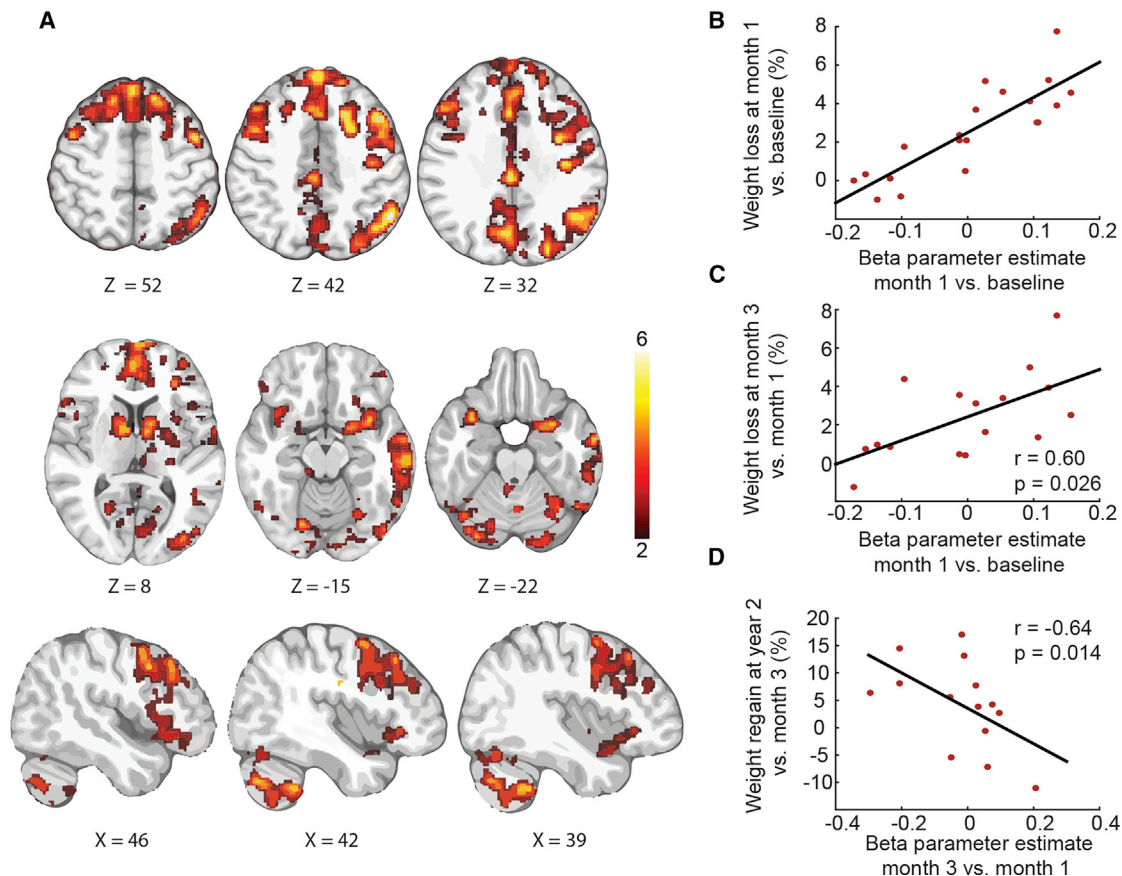 A
Z = 52
Z = 42
Z = 32
6
2
Z = 8
Z = -15
Z = -22
X = 46
X = 42
X = 39
B
Weight loss at month 1
vs. baseline (%)
8
6
4
2
0
-0.2
-0.1
0
0.1
0.2
Beta parameter estimate
month 1 vs. baseline
C
Weight loss at month 3
vs. month 1 (%)
8
6
4
2
0
r = 0.60
p = 0.026
-0.2
-0.1
0
0.1
0.2
Beta parameter estimate
month 1 vs. baseline
D
Weight regain at year 2
vs. month 3 (%)
20
15
10
5
0
-5
-10
r = -0.64
p = 0.014
-0.4
-0.2
0
0.2
0.4
Beta parameter estimate
month 3 vs. month 1